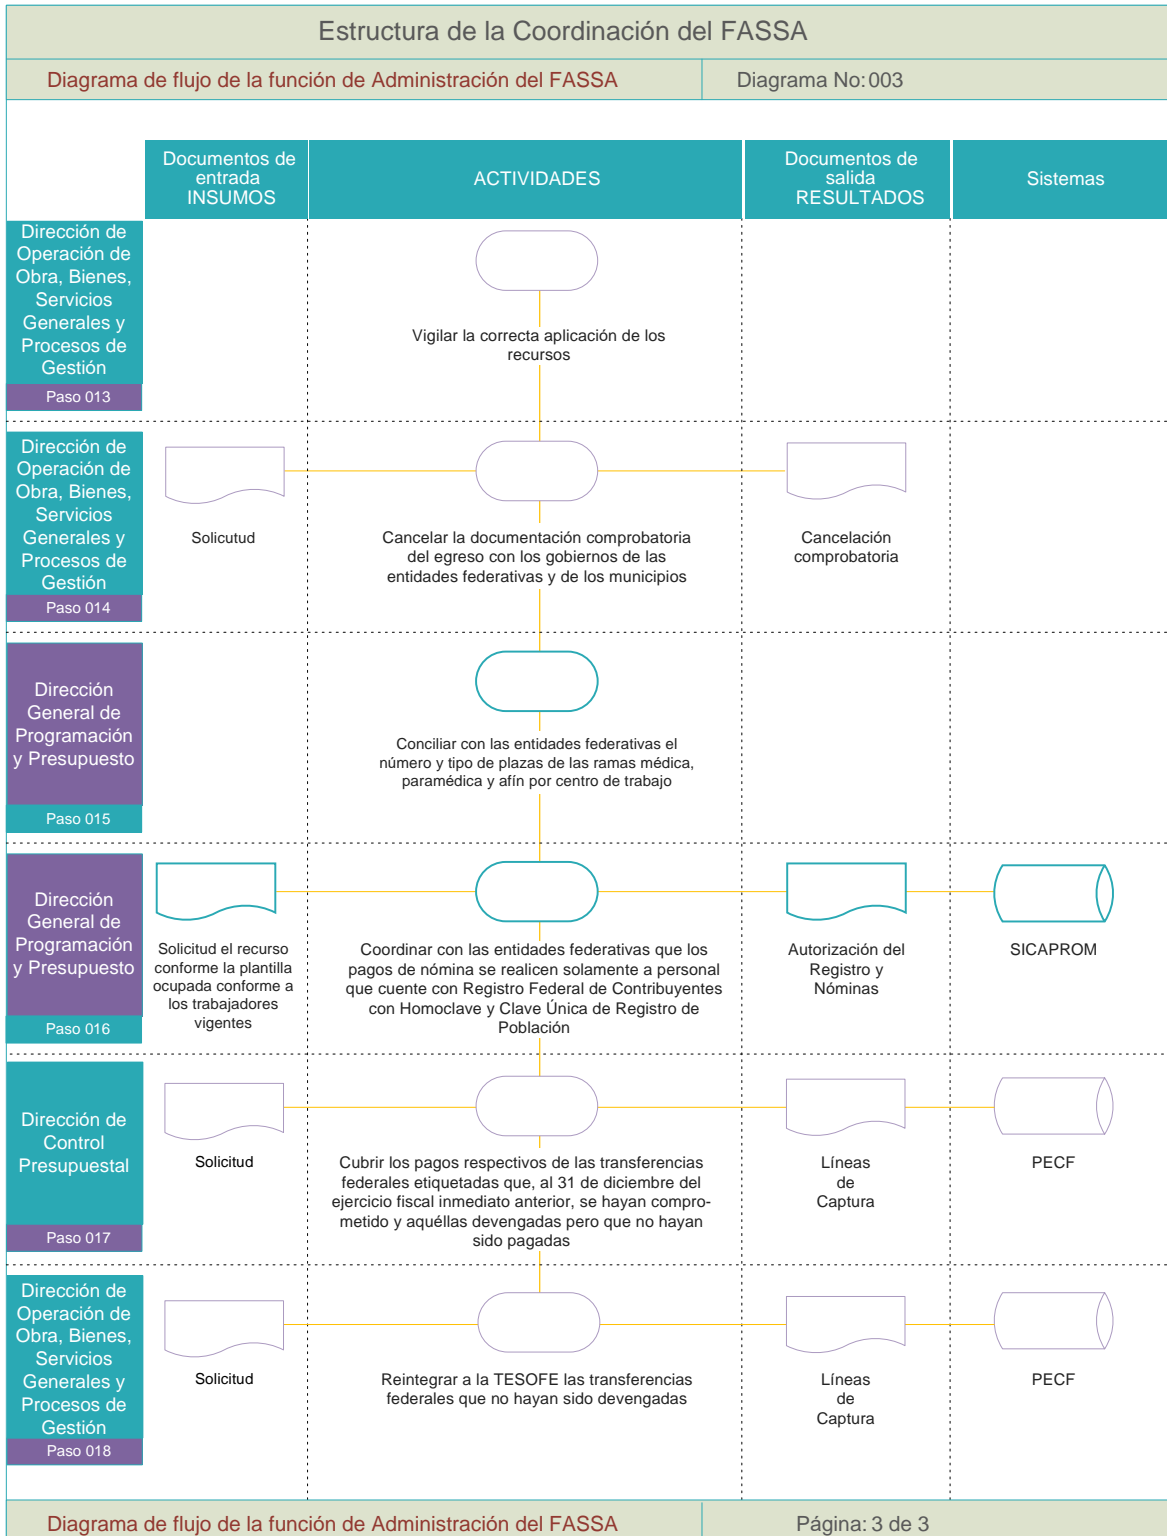 Estructura de la Coordinación del FASSA
Diagrama de flujo de la función de Administración del FASSA
Diagrama No: 003
Documentos de
entrada
INSUMOS
ACTIVIDADES
Documentos de
salida
RESULTADOS
Sistemas
Dirección de
Operación de
Obra, Bienes,
Servicios
Generales y
Procesos de
Gestión
Paso 013
Vigilar la correcta aplicación de los
recursos
Dirección de
Operación de
Obra, Bienes,
Servicios
Generales y
Procesos de
Gestión
Paso 014
Solicutud
Cancelar la documentación comprobatoria
del egreso con los gobiernos de las
entidades federativas y de los municipios
Cancelación
comprobatoria
Dirección
General de
Programación
y Presupuesto
Paso 015
Conciliar con las entidades federativas el
número y tipo de plazas de las ramas médica,
paramédica y afín por centro de trabajo
Dirección
General de
Programación
y Presupuesto
Paso 016
Solicitud el recurso
conforme la plantilla
ocupada conforme a
los trabajadores
vigentes
Coordinar con las entidades federativas que los
pagos de nómina se realicen solamente a personal
que cuente con Registro Federal de Contribuyentes
con Homoclave y Clave Única de Registro de
Población
Autorización del
Registro y
Nóminas
SICAPROM
Dirección de
Control
Presupuestal
Paso 017
Solicitud
Cubrir los pagos respectivos de las transferencias
federales etiquetadas que, al 31 de diciembre del
ejercicio fiscal inmediato anterior, se hayan compro-
metido y aquéllas devengadas pero que no hayan
sido pagadas
Líneas
de
Captura
PECF
Dirección de
Operación de
Obra, Bienes,
Servicios
Generales y
Procesos de
Gestión
Paso 018
Solicitud
Reintegrar a la TESOFE las transferencias
federales que no hayan sido devengadas
Líneas
de
Captura
PECF
Diagrama de flujo de la función de Administración del FASSA
Página: 3 de 3